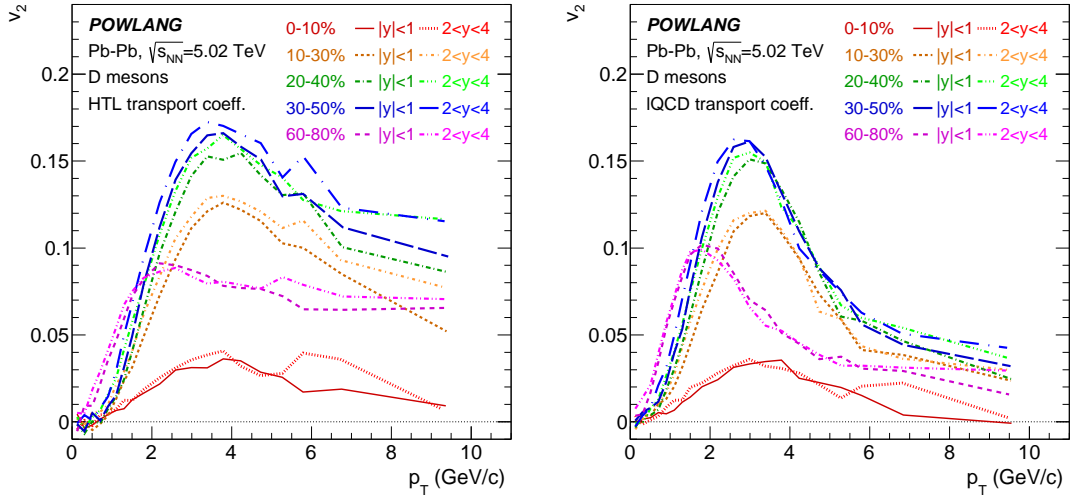 v₂
POWLANG
Pb-Pb, √s_NN=5.02 TeV
D mesons
HTL transport coeff.
0-10% |y|<1 2<y<4
10-30% |y|<1 2<y<4
20-40% |y|<1 2<y<4
30-50% |y|<1 2<y<4
60-80% |y|<1 2<y<4
0.2
0.15
0.1
0.05
0
0 2 4 6 8 10
p_T (GeV/c)
v₂
POWLANG
Pb-Pb, √s_NN=5.02 TeV
D mesons
IQCD transport coeff.
0-10% |y|<1 2<y<4
10-30% |y|<1 2<y<4
20-40% |y|<1 2<y<4
30-50% |y|<1 2<y<4
60-80% |y|<1 2<y<4
0.2
0.15
0.1
0.05
0
0 2 4 6 8 10
p_T (GeV/c)